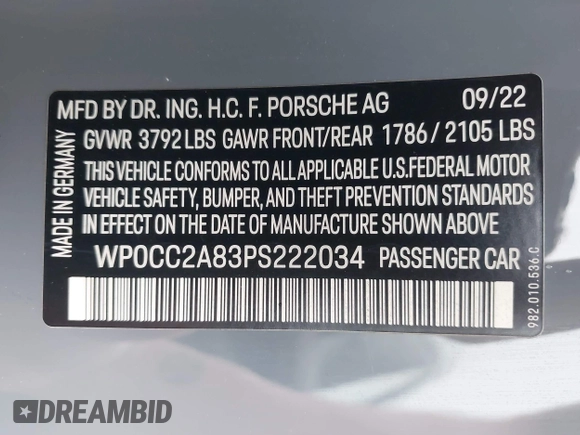 MFD BY DR. ING. H.C. F. PORSCHE AG 09/22
GVWR 3792 LBS GAWR FRONT/REAR 1786 / 2105 LBS
THIS VEHICLE CONFORMS TO ALL APPLICABLE U.S. FEDERAL MOTOR
VEHICLE SAFETY, BUMPER, AND THEFT PREVENTION STANDARDS
IN EFFECT ON THE DATE OF MANUFACTURE SHOWN ABOVE
WP0CC2A83PS222034 PASSENGER CAR
MADE IN GERMANY
982.010.536.C
DREAMBID